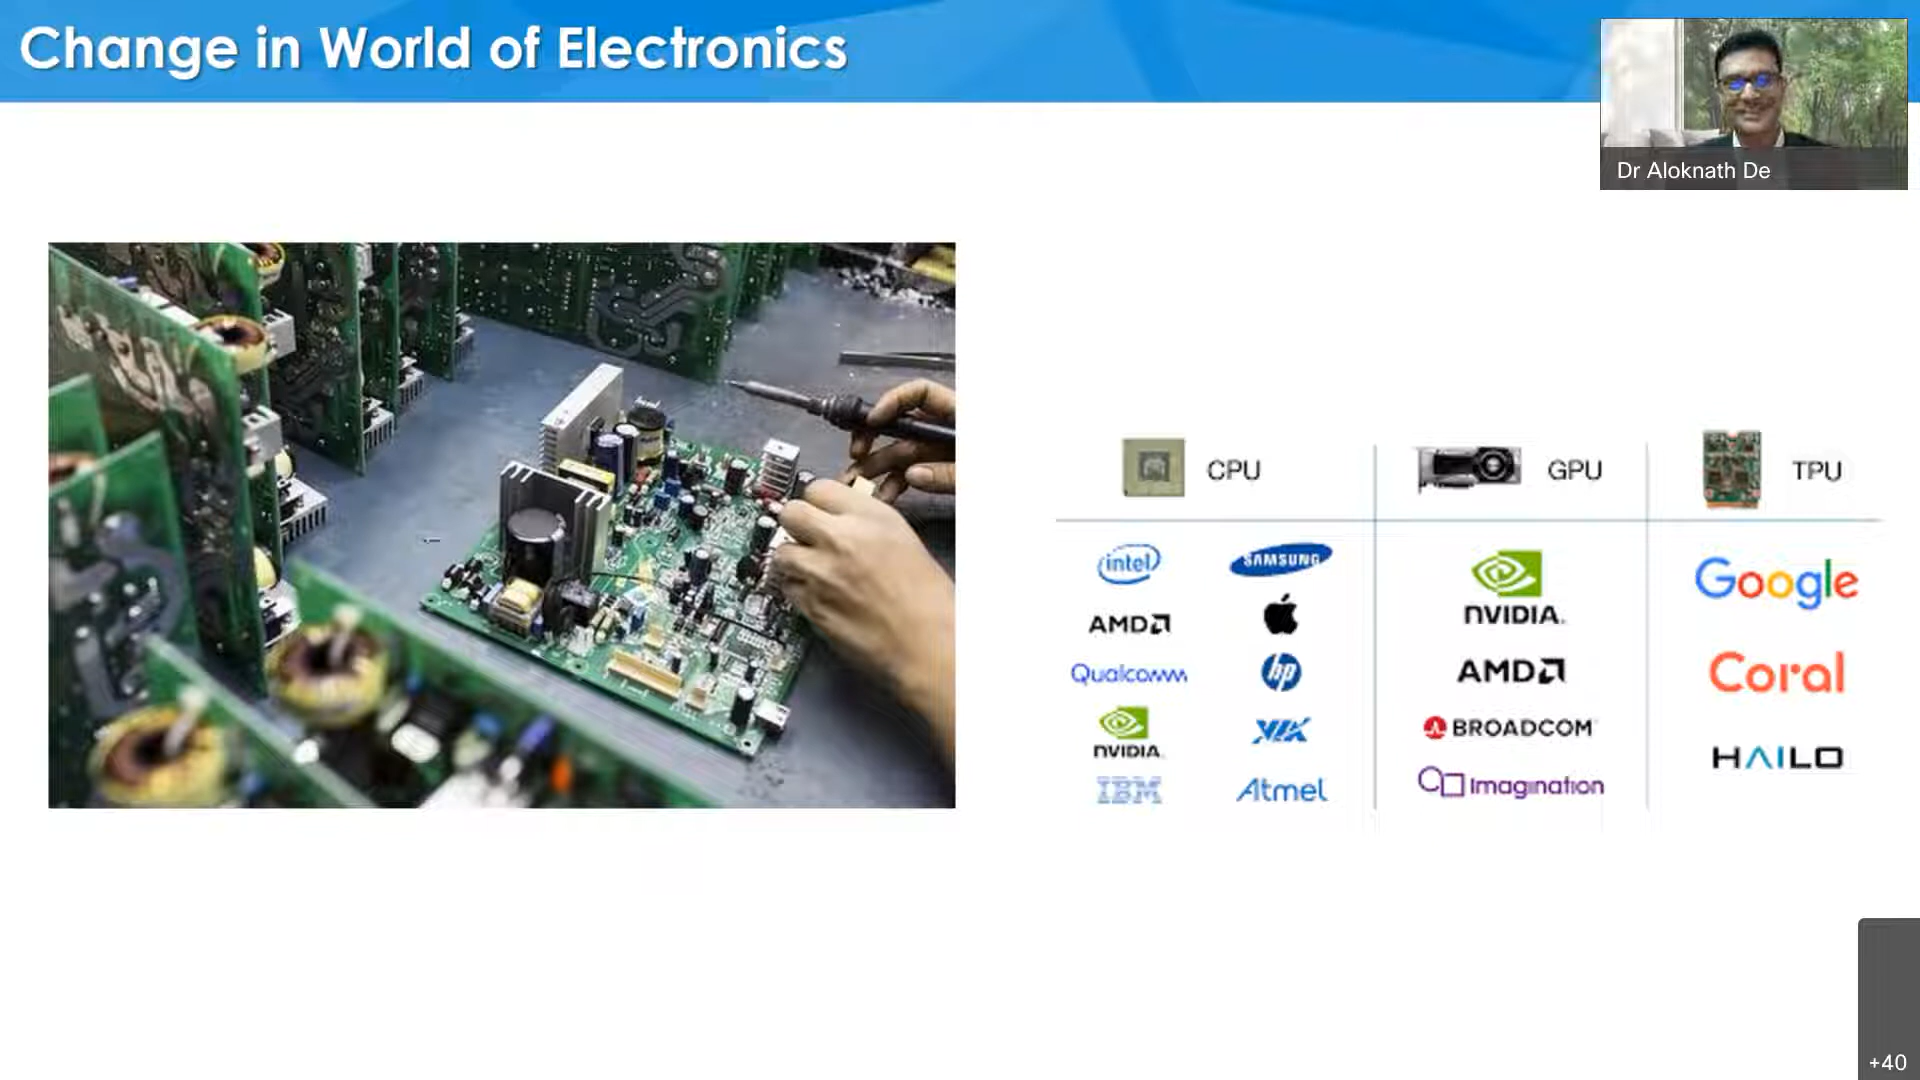 Change in World of Electronics
Dr Aloknath De
CPU
GPU
TPU
intel
SAMSUNG
AMD
Qualcomm
hp
NVIDIA
VIA
IBM
Atmel
NVIDIA
AMD
BROADCOM
Imagination
Google
Coral
HAILO
+40